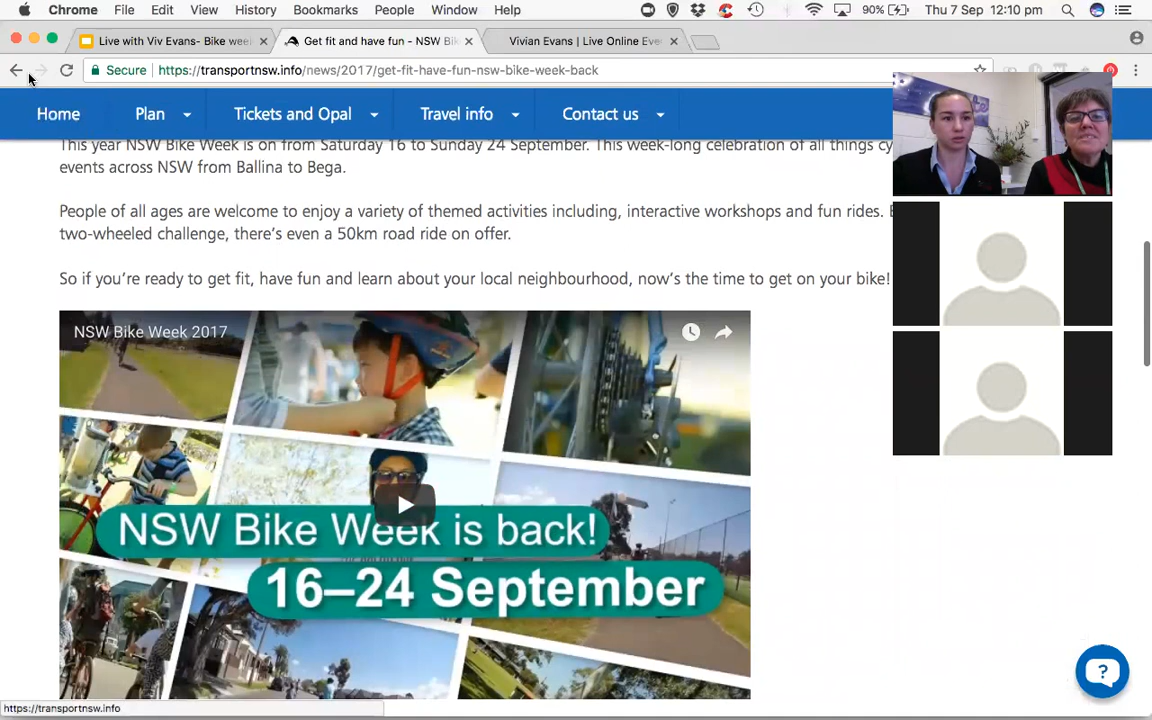 Chrome File Edit View History Bookmarks People Window Help 90% Thu 7 Sep 12:10 pm
Live with Viv Evans- Bike wee Get fit and have fun - NSW Bik Vivian Evans | Live Online Eve
Secure https://transportnsw.info/news/2017/get-fit-have-fun-nsw-bike-week-back
Home Plan Tickets and Opal Travel info Contact us
This year NSW Bike Week is on from Saturday 16 to Sunday 24 September. This week-long celebration of all things cy
events across NSW from Ballina to Bega.
People of all ages are welcome to enjoy a variety of themed activities including, interactive workshops and fun rides.
two-wheeled challenge, there's even a 50km road ride on offer.
So if you're ready to get fit, have fun and learn about your local neighbourhood, now's the time to get on your bike!
NSW Bike Week 2017
NSW Bike Week is back!
16–24 September
?
https://transportnsw.info